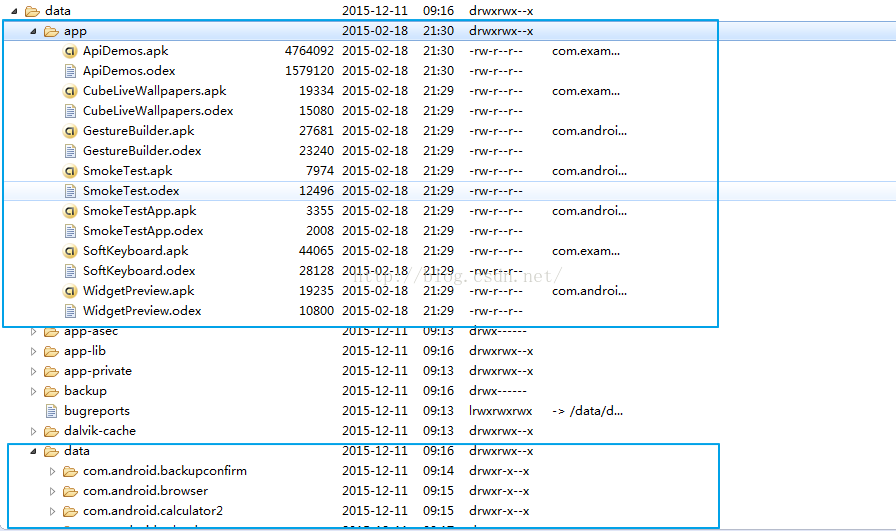 data 2015-12-11 09:16 drwxrwx--x
app 2015-02-18 21:30 drwxrwx--x
ApiDemos.apk 4764092 2015-02-18 21:30 -rw-r--r-- com.exam...
ApiDemos.odex 1579120 2015-02-18 21:30 -rw-r--r--
CubeLiveWallpapers.apk 19334 2015-02-18 21:29 -rw-r--r-- com.exam...
CubeLiveWallpapers.odex 15080 2015-02-18 21:29 -rw-r--r--
GestureBuilder.apk 27681 2015-02-18 21:29 -rw-r--r-- com.androi...
GestureBuilder.odex 23240 2015-02-18 21:29 -rw-r--r--
SmokeTest.apk 7974 2015-02-18 21:29 -rw-r--r-- com.androi...
SmokeTest.odex 12496 2015-02-18 21:29 -rw-r--r--
SmokeTestApp.apk 3355 2015-02-18 21:29 -rw-r--r-- com.androi...
SmokeTestApp.odex 2008 2015-02-18 21:29 -rw-r--r--
SoftKeyboard.apk 44065 2015-02-18 21:29 -rw-r--r-- com.exam...
SoftKeyboard.odex 28128 2015-02-18 21:29 -rw-r--r--
http://blog.csdn.net/
WidgetPreview.apk 19235 2015-02-18 21:29 -rw-r--r-- com.androi...
WidgetPreview.odex 10800 2015-02-18 21:29 -rw-r--r--
app-asec 2015-12-11 09:13 drwx------
app-lib 2015-12-11 09:16 drwxrwx--x
app-private 2015-12-11 09:13 drwxrwx--x
backup 2015-12-11 09:16 drwx------
bugreports 2015-12-11 09:13 lrwxrwxrwx -> /data/d...
dalvik-cache 2015-12-11 09:13 drwxrwx--x
data 2015-12-11 09:16 drwxrwx--x
com.android.backupconfirm 2015-12-11 09:14 drwxr-x--x
com.android.browser 2015-12-11 09:15 drwxr-x--x
com.android.calculator2 2015-12-11 09:15 drwxr-x--x